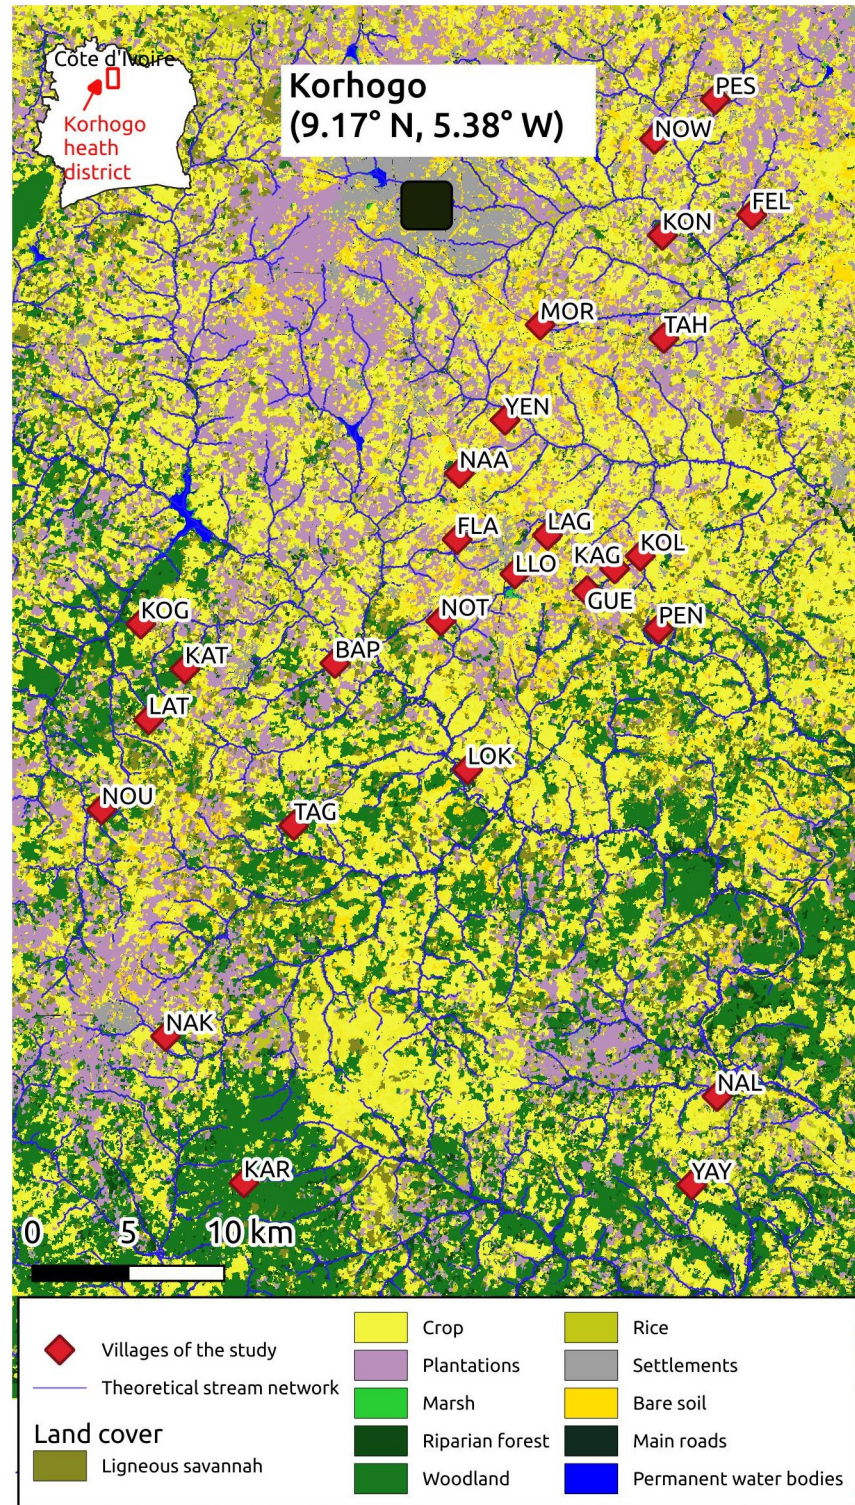 Côte d'Ivoire
Korhogo
heath
district
Korhogo
(9.17° N, 5.38° W)
PES
NOW
FEL
KON
MOR
TAH
YEN
NAA
FLA
LAG
LLO
KAG
KOL
GUE
KOG
NOT
PEN
KAT
BAP
LAT
LOK
NOU
TAG
NAK
NAL
KAR
YAY
0 5 10 km
Villages of the study
Theoretical stream network
Land cover
Ligneous savannah
Crop
Plantations
Marsh
Riparian forest
Woodland
Rice
Settlements
Bare soil
Main roads
Permanent water bodies